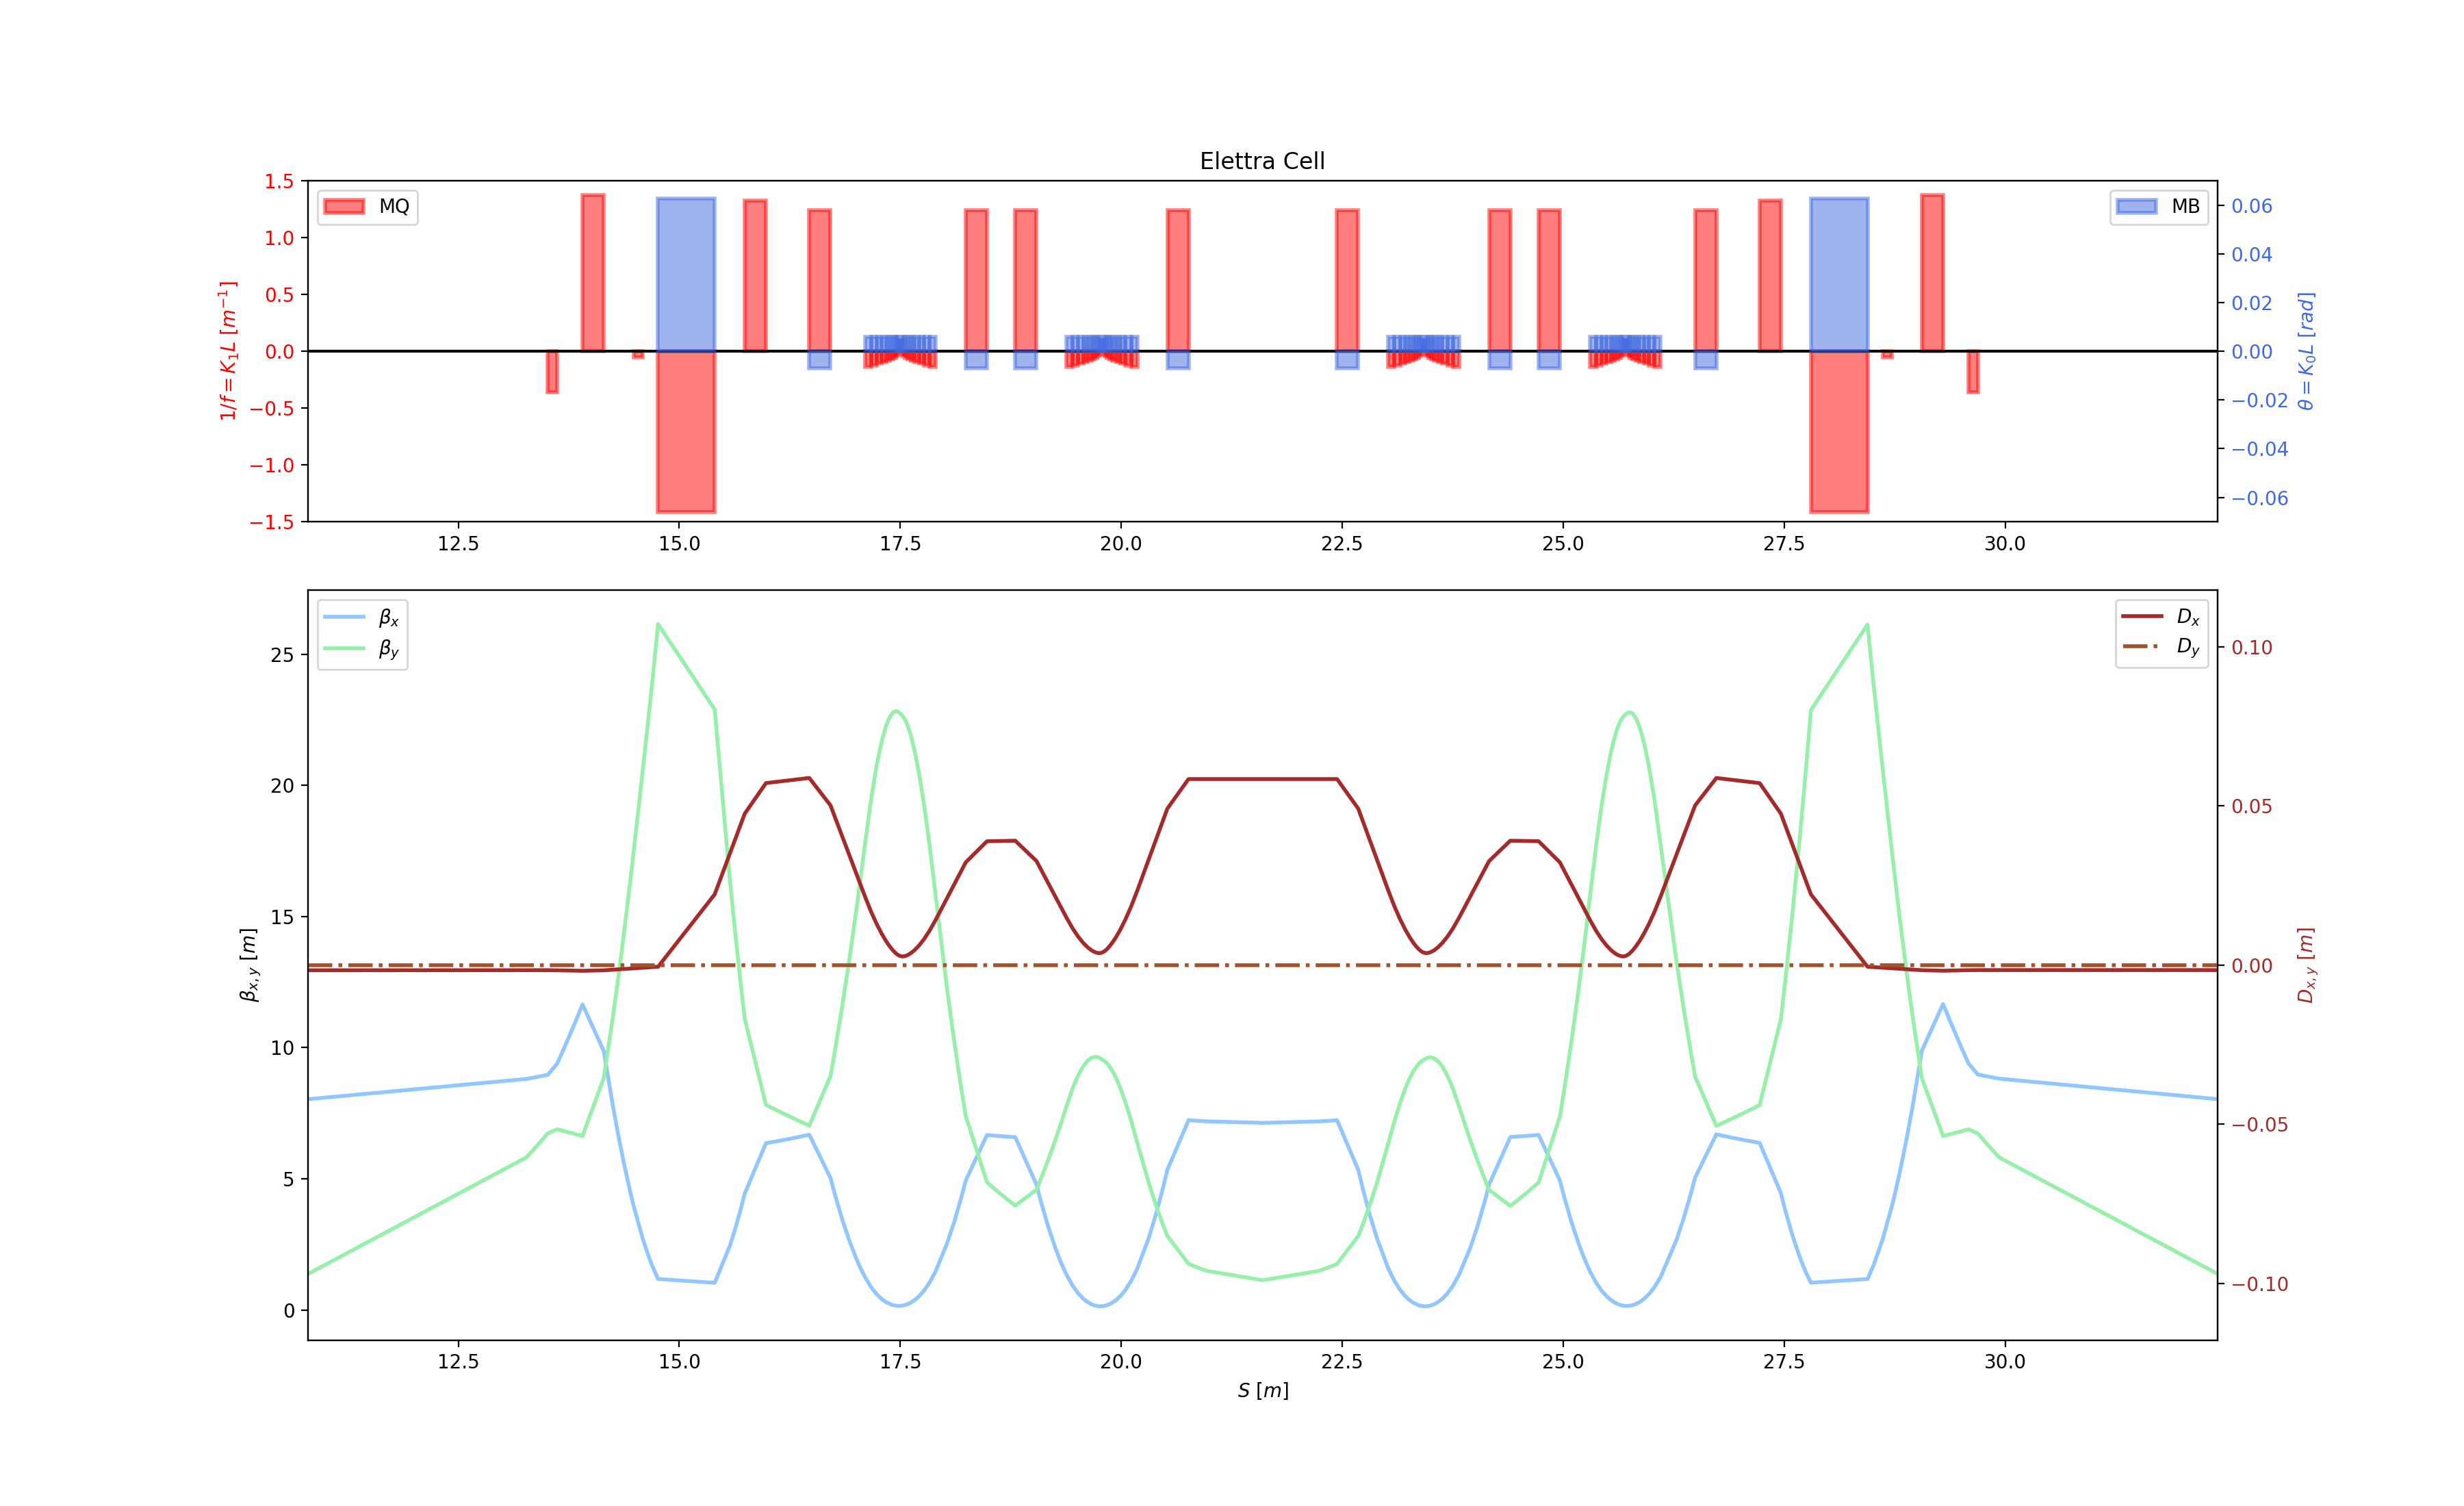 Elettra Cell
MQ
MB
1/f = K₁L [m⁻¹]
1.5
1.0
0.5
0.0
−0.5
−1.0
−1.5
θ = K₀L [rad]
0.06
0.04
0.02
0.00
−0.02
−0.04
−0.06
12.5 15.0 17.5 20.0 22.5 25.0 27.5 30.0
βₓ
βᵧ
Dₓ
Dᵧ
βₓ,ᵧ [m]
25
20
15
10
5
0
Dₓ,ᵧ [m]
0.10
0.05
0.00
−0.05
−0.10
12.5 15.0 17.5 20.0 22.5 25.0 27.5 30.0
S [m]